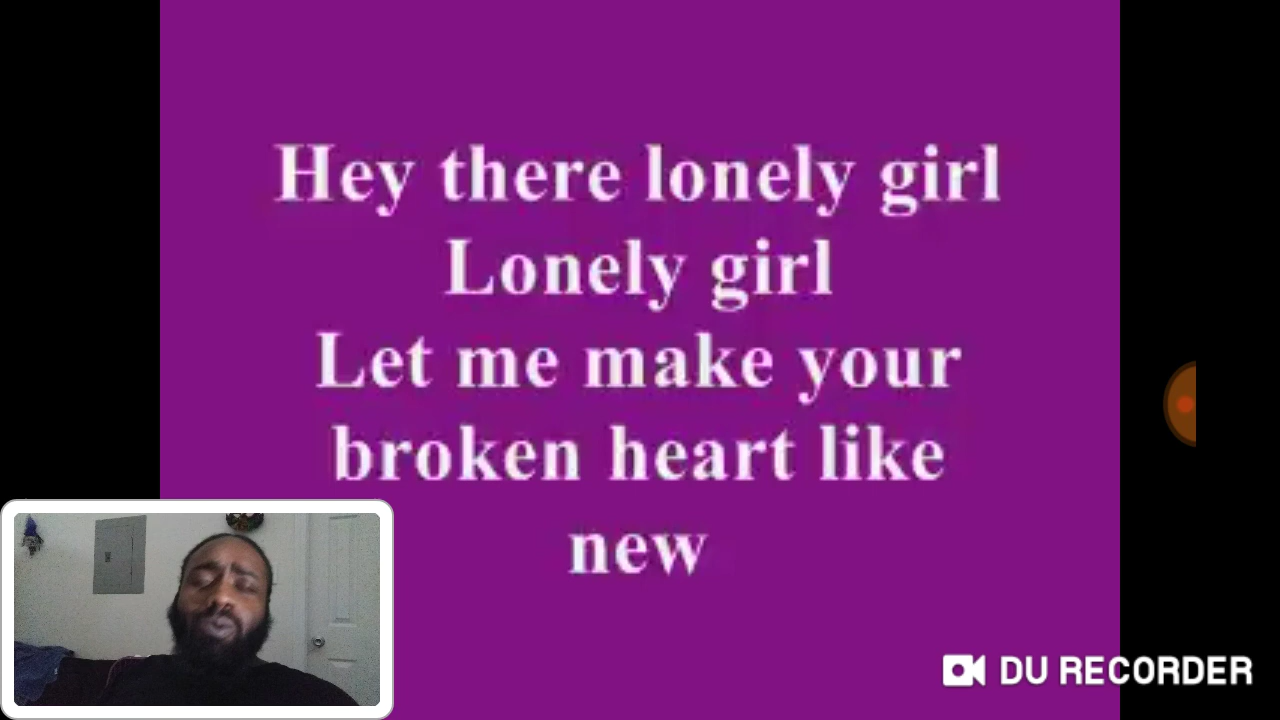 Hey there lonely girl
Lonely girl
Let me make your
broken heart like
new
DU RECORDER